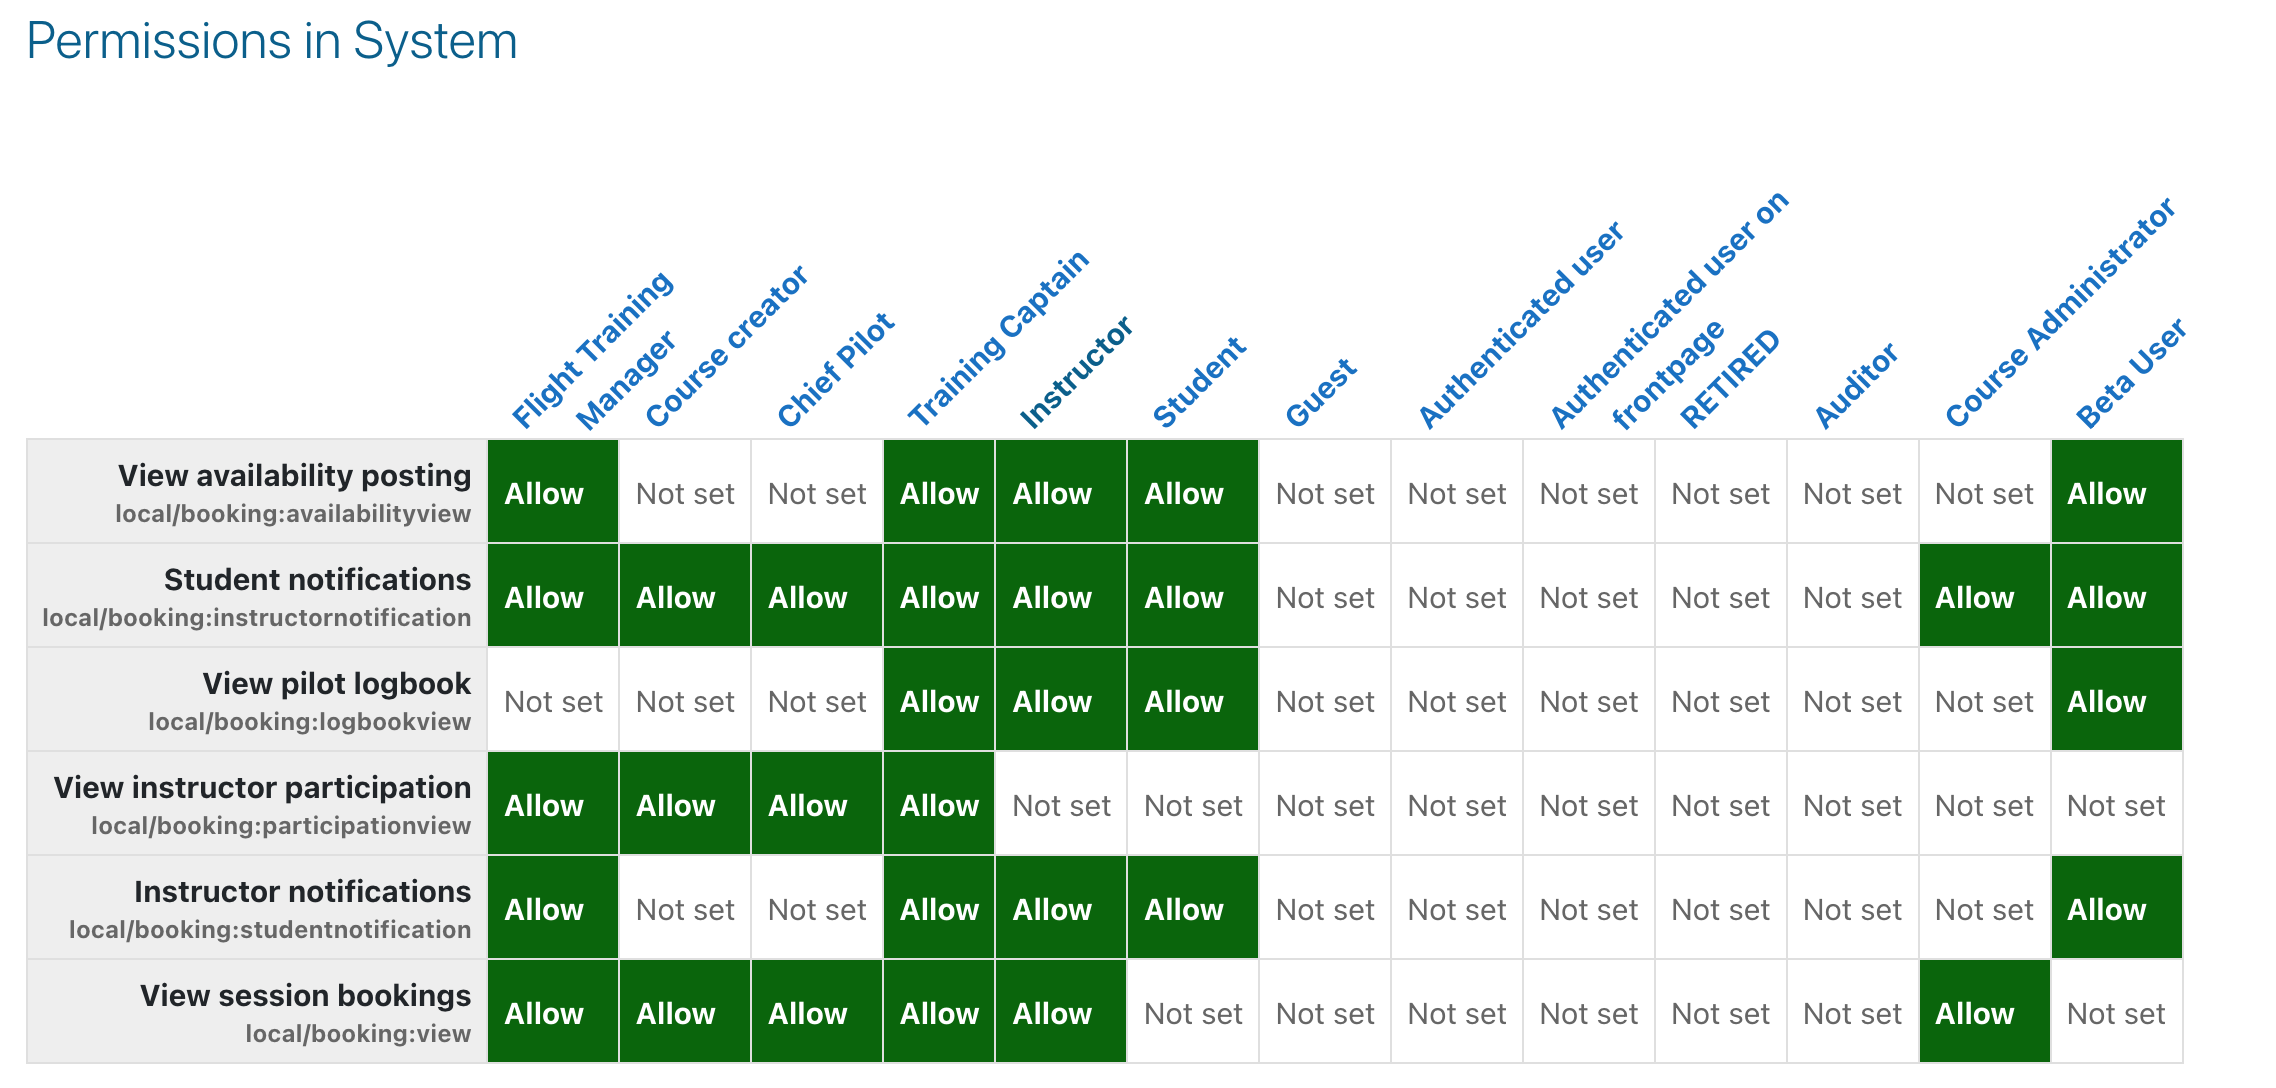 Permissions in System
Flight Training
Manager
Course creator
Chief Pilot
Training Captain
Instructor
Student
Guest
Authenticated user
Authenticated user on
frontpage
RETIRED
Auditor
Course Administrator
Beta User
View availability posting
local/booking:availabilityview
Allow Not set Not set Allow Allow Allow Not set Not set Not set Not set Not set Not set Allow
Student notifications
local/booking:instructornotification
Allow Allow Allow Allow Allow Allow Not set Not set Not set Not set Not set Allow Allow
View pilot logbook
local/booking:logbookview
Not set Not set Not set Allow Allow Allow Not set Not set Not set Not set Not set Not set Allow
View instructor participation
local/booking:participationview
Allow Allow Allow Allow Not set Not set Not set Not set Not set Not set Not set Not set Not set
Instructor notifications
local/booking:studentnotification
Allow Not set Not set Allow Allow Allow Not set Not set Not set Not set Not set Not set Allow
View session bookings
local/booking:view
Allow Allow Allow Allow Allow Not set Not set Not set Not set Not set Not set Allow Not set